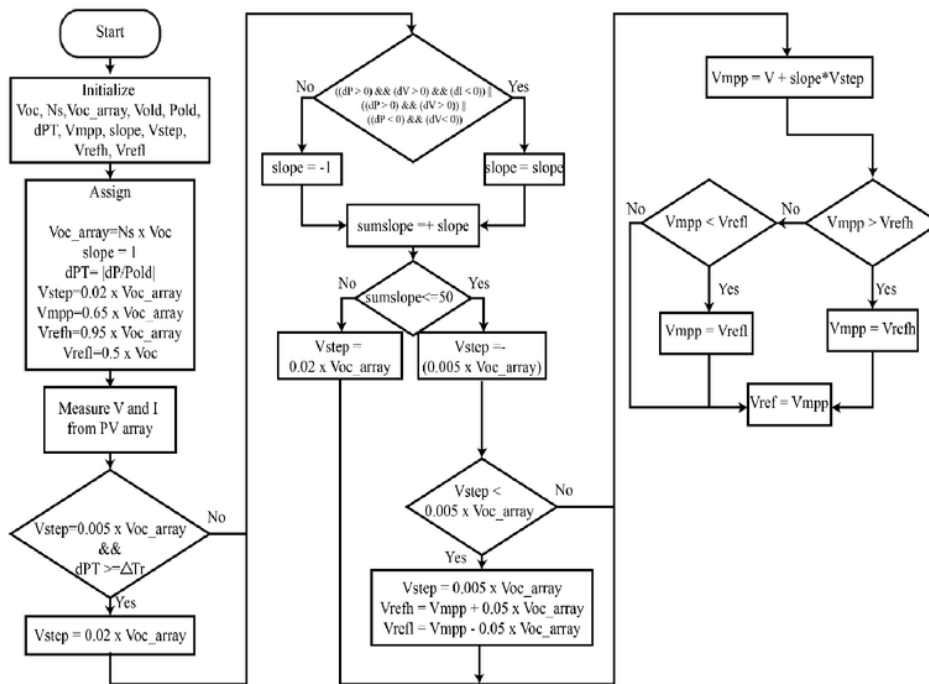 Start
Initialize
Voc, Ns,Voc_array, Vold, Pold,
dPT, Vmpp, slope, Vstep,
Vrefh, Vrefl
Assign
Voc_array=Ns x Voc
slope = 1
dPT= |dP/Pold|
Vstep=0.02 x Voc_array
Vmpp=0.65 x Voc_array
Vrefh=0.95 x Voc_array
Vrefl=0.5 x Voc
Measure V and I
from PV array
Vstep=0.005 x Voc_array
&&
dPT >=△Tr
No
Yes
Vstep = 0.02 x Voc_array
((dP > 0) && (dV > 0) && (dI < 0)) ||
((dP > 0) && (dV > 0)) ||
((dP < 0) && (dV< 0))
No
Yes
slope = -1
slope = slope
sumslope =+ slope
No
Yes
sumslope<=50
Vstep =
0.02 x Voc_array
Vstep =-
(0.005 x Voc_array)
Vstep <
0.005 x Voc_array
No
Yes
Vstep = 0.005 x Voc_array
Vrefh = Vmpp + 0.05 x Voc_array
Vrefl = Vmpp - 0.05 x Voc_array
Vmpp = V + slope*Vstep
Vmpp > Vrefh
No
Vmpp < Vrefl
No
Yes
Yes
Vmpp = Vrefl
Vmpp = Vrefh
Vref = Vmpp